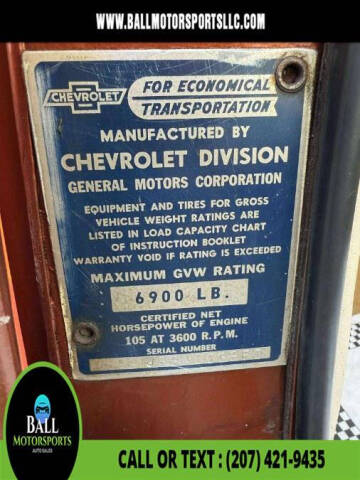 WWW.BALLMOTORSPORTSLLC.COM
CHEVROLET
FOR ECONOMICAL
TRANSPORTATION
MANUFACTURED BY
CHEVROLET DIVISION
GENERAL MOTORS CORPORATION
EQUIPMENT AND TIRES FOR GROSS
VEHICLE WEIGHT RATINGS ARE
LISTED IN LOAD CAPACITY CHART
OF INSTRUCTION BOOKLET
WARRANTY VOID IF RATING IS EXCEEDED
MAXIMUM GVW RATING
6900 LB.
CERTIFIED NET
HORSEPOWER OF ENGINE
105 AT 3600 R.P.M.
SERIAL NUMBER
BALL
MOTORSPORTS
AUTO SALES
CALL OR TEXT : (207) 421-9435